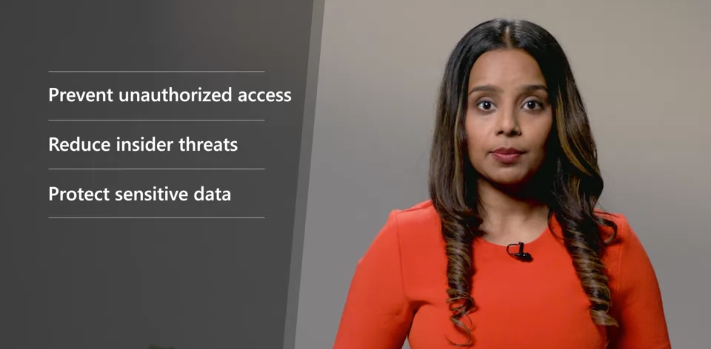 Prevent unauthorized access
Reduce insider threats
Protect sensitive data